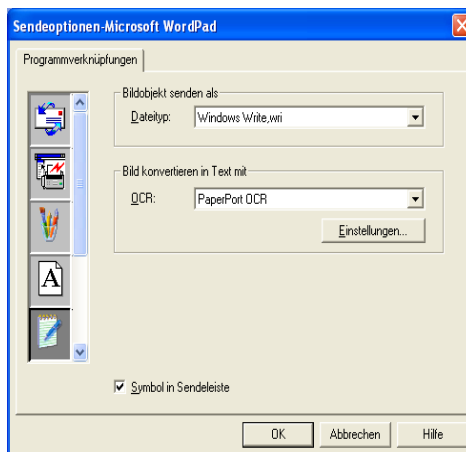 Sendeoptionen-Microsoft WordPad
Programmverknüpfungen
Bildobjekt senden als
Dateityp: Windows Write,wri
Bild konvertieren in Text mit
OCR: PaperPort OCR
Einstellungen...
A
Symbol in Sendeleiste
OK Abbrechen Hilfe